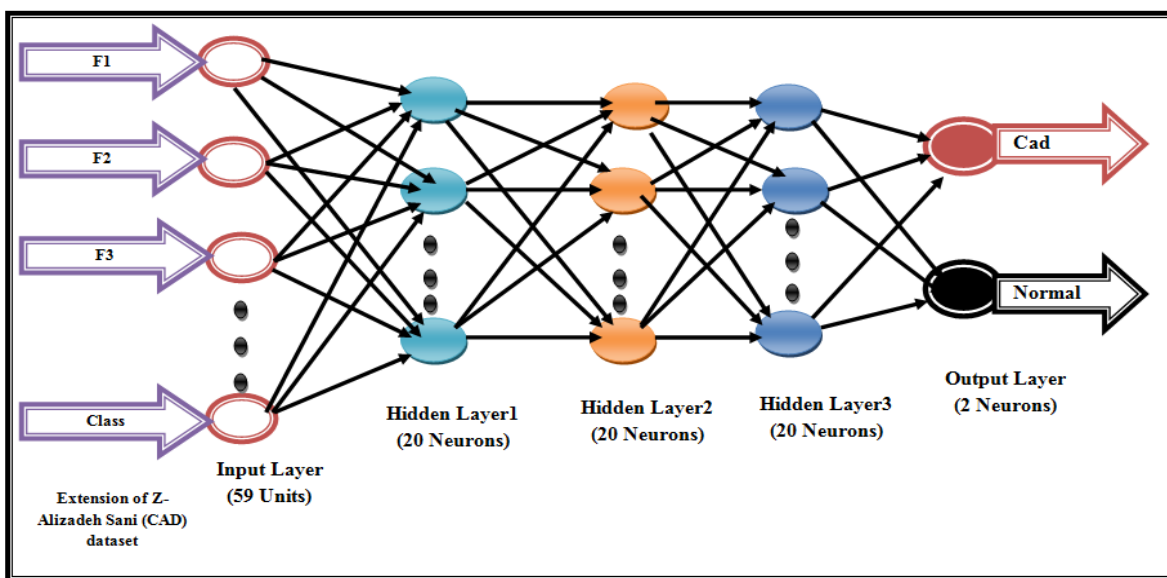 F1
F2
F3
Class
Extension of Z-
Alizadeh Sani (CAD)
dataset
Input Layer
(59 Units)
Hidden Layer1
(20 Neurons)
Hidden Layer2
(20 Neurons)
Hidden Layer3
(20 Neurons)
Output Layer
(2 Neurons)
Cad
Normal